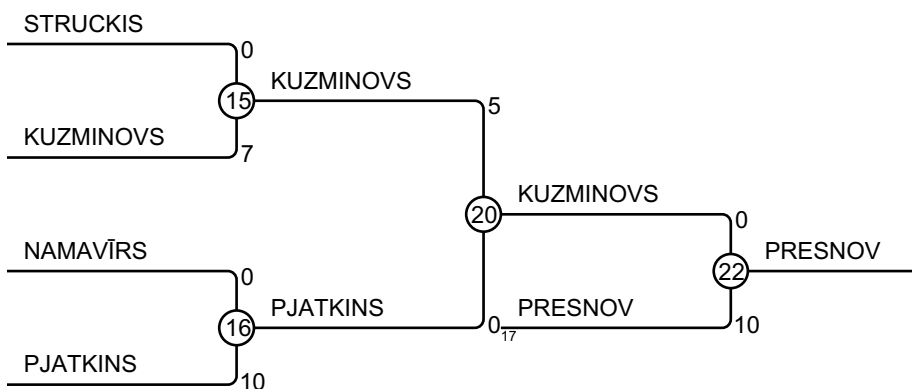 STRUCKIS
0
15
KUZMINOVS
KUZMINOVS
7
5
20
KUZMINOVS
0
NAMAVĪRS
0
16
PJATKINS
PJATKINS
10
0
17
PRESNOV
10
22
PRESNOV